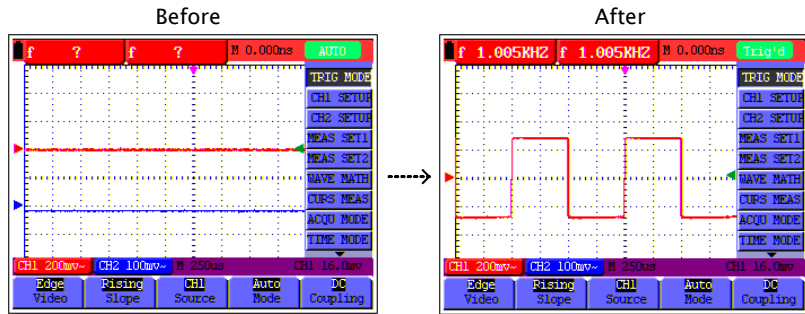 Before
f ? f ? M 0.000ns AUTO
TRIG MODE
CH1 SETUP
CH2 SETUP
MEAS SET1
MEAS SET2
WAVE MATH
CURS MEAS
ACQU MODE
TIME MODE
CH1 200mv~ CH2 100mv~ M 250us CH1 16.0mv
Edge Rising CH1 Auto DC
Video Slope Source Mode Coupling
After
f 1.005KHZ f 1.005KHZ M 0.000ns Trig'd
TRIG MODE
CH1 SETUP
CH2 SETUP
MEAS SET1
MEAS SET2
WAVE MATH
CURS MEAS
ACQU MODE
TIME MODE
CH1 200mv~ CH2 100mv~ M 250us CH1 16.0mv
Edge Rising CH1 Auto DC
Video Slope Source Mode Coupling